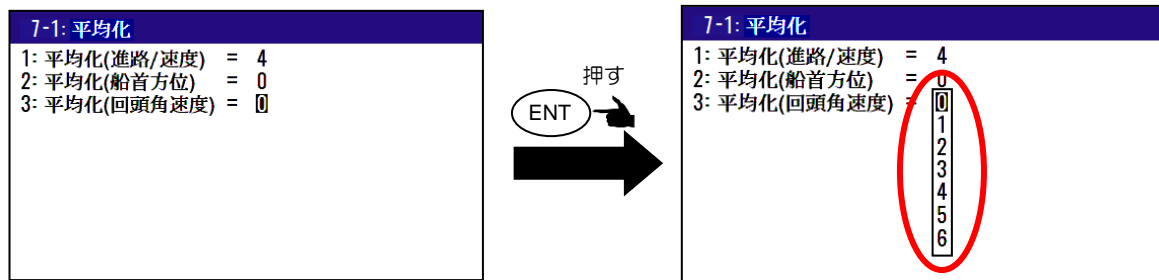 7-1: 平均化
1: 平均化(進路/速度) = 4
2: 平均化(船首方位) = 0
3: 平均化(回頭角速度) = 0
押す
ENT
7-1: 平均化
1: 平均化(進路/速度) = 4
2: 平均化(船首方位) = 0
3: 平均化(回頭角速度) = 0
1
2
3
4
5
6